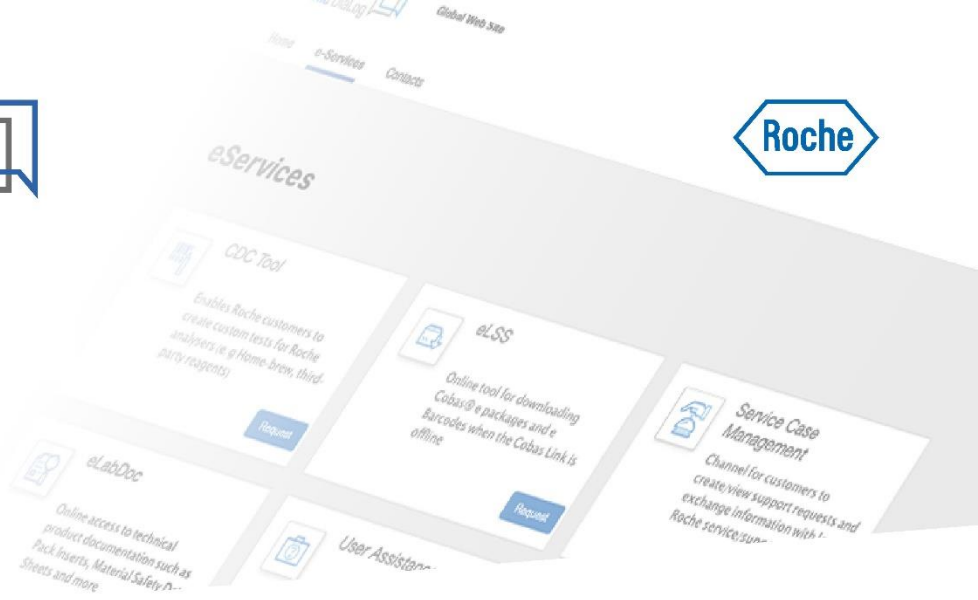 DiaLog
Global Web Site
Home e-Services Contacts
Roche
eServices
CDC Tool
Enables Roche customers to
create custom tests for Roche
analysers (e.g Home-brew, third-
party reagents)
Request
eLSS
Online tool for downloading
Cobas® e packages and e
Barcodes when the Cobas Link is
offline
Request
Service Case
Management
Channel for customers to
create/view support requests and
exchange information with
Roche service/supp
eLabDoc
Online access to technical
product documentation such as
Pack inserts, Material Safety Da
Sheets and more
User Assistanc